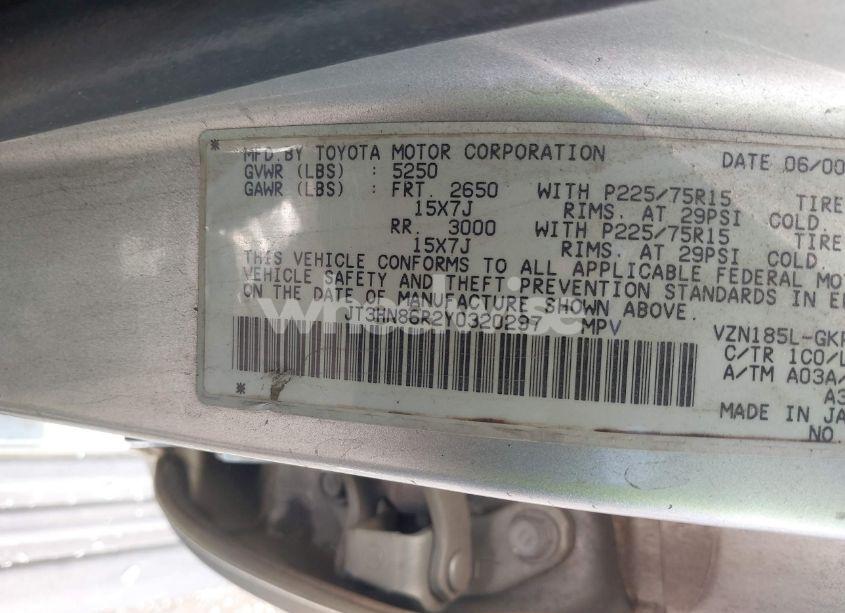 MFD.BY TOYOTA MOTOR CORPORATION DATE 06/00
GVWR (LBS) : 5250
GAWR (LBS) : FRT. 2650 WITH P225/75R15 TIRE
15X7J RIMS. AT 29PSI COLD.
RR. 3000 WITH P225/75R15 TIRE
15X7J RIMS. AT 29PSI COLD
THIS VEHICLE CONFORMS TO ALL APPLICABLE FEDERAL MOT
VEHICLE SAFETY AND THEFT PREVENTION STANDARDS IN E
ON THE DATE OF MANUFACTURE SHOWN ABOVE.
JT3HN86R2Y0320297 MPV VZN185L-GK
C/TR 1C0/L
A/TM A03A/
A3
MADE IN JA
NO.